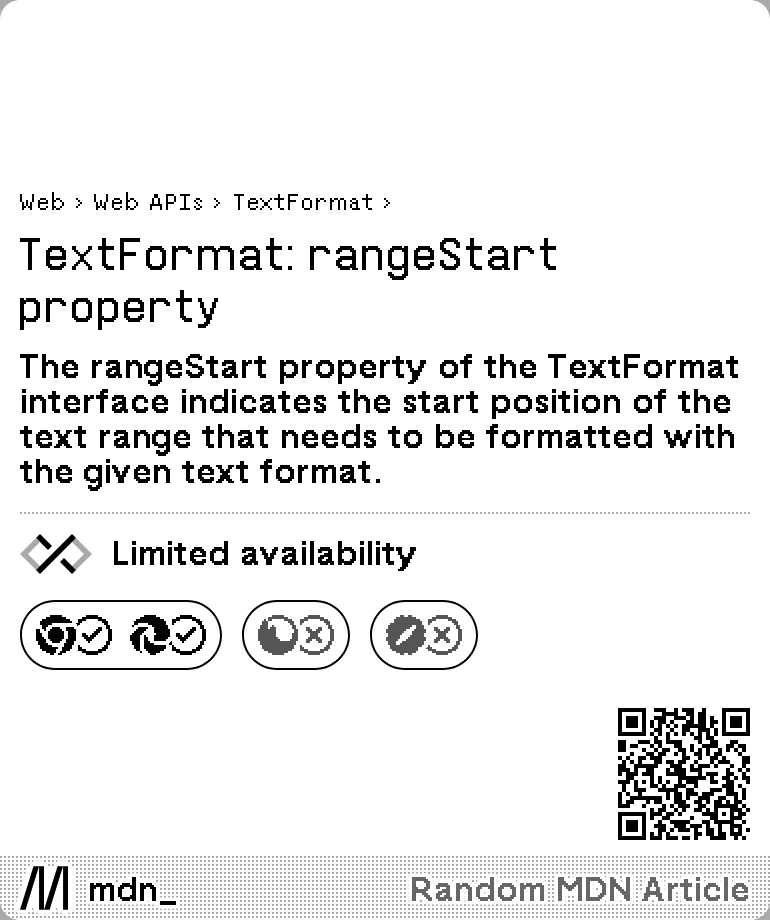 Web › Web APIs › TextFormat ›
TextFormat: rangeStart
property
The rangeStart property of the TextFormat
interface indicates the start position of the
text range that needs to be formatted with
the given text format.
Limited availability
mdn_
Random MDN Article